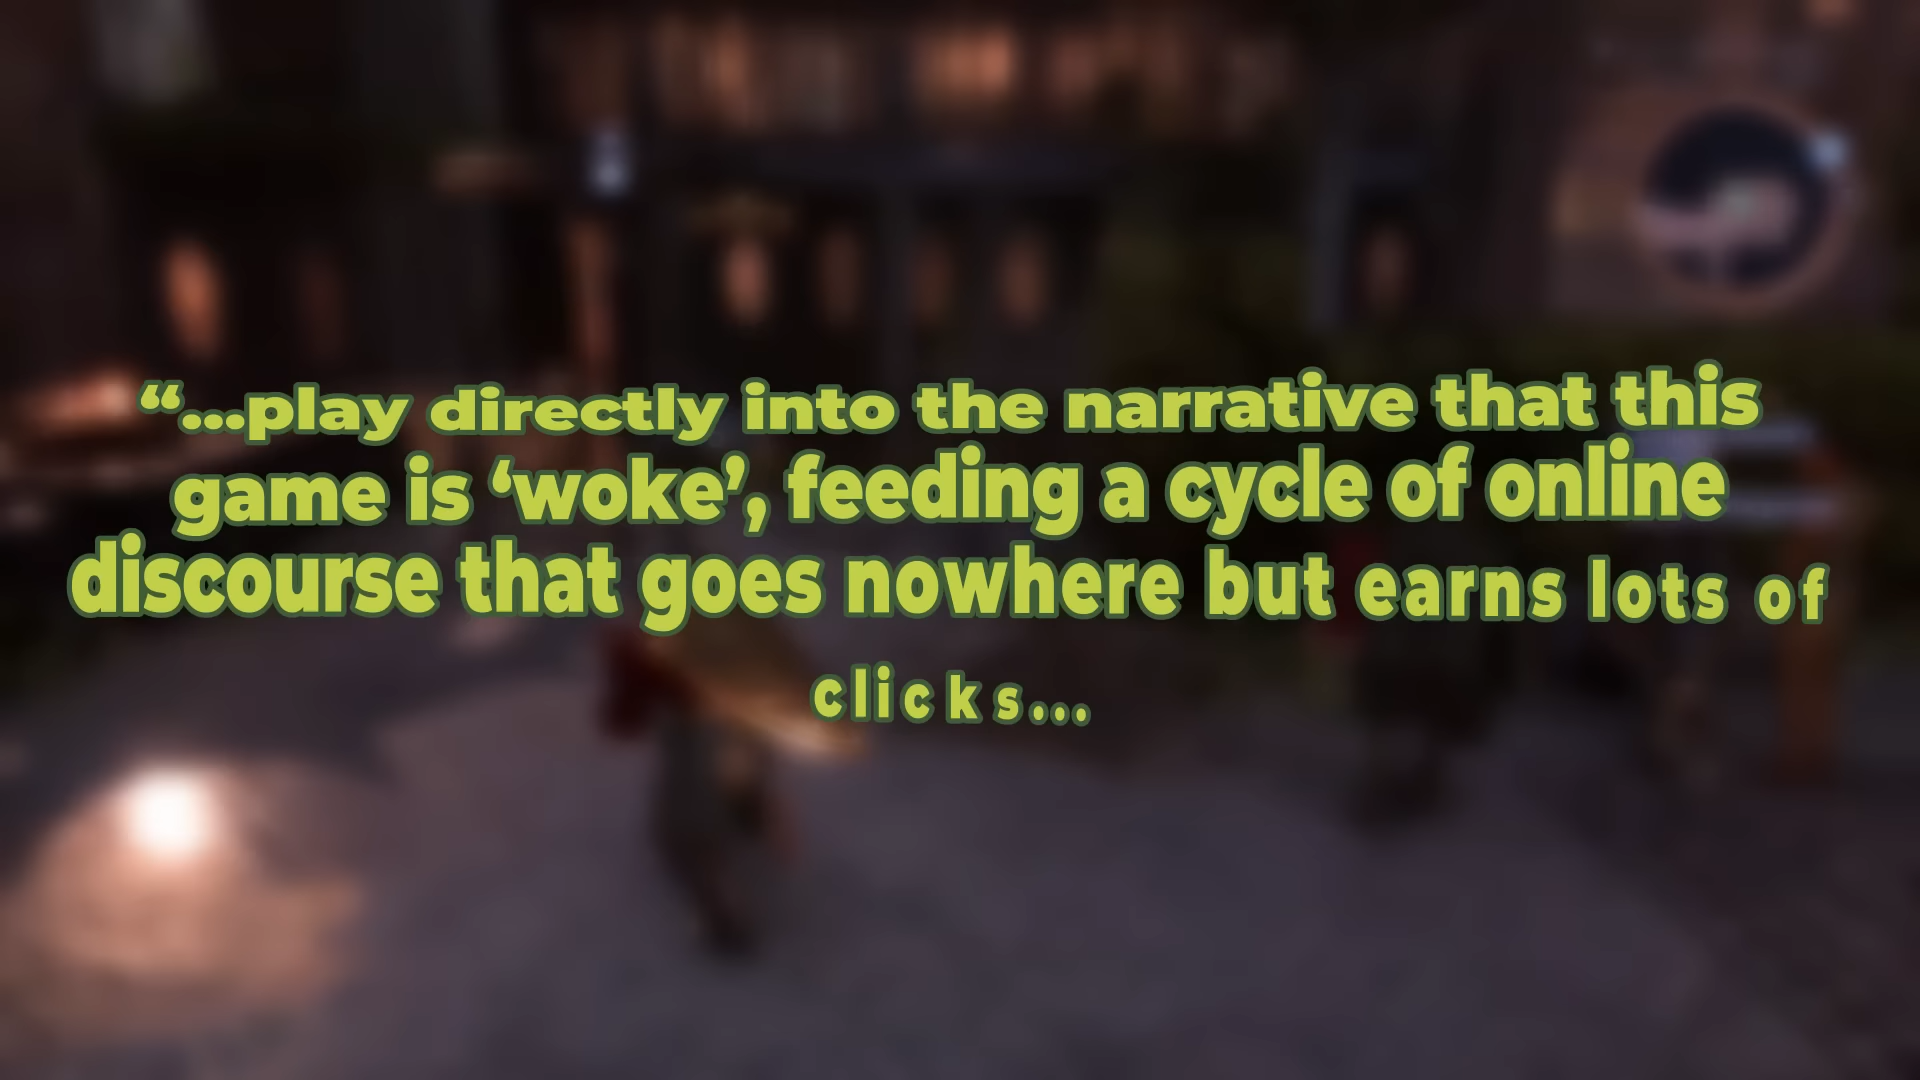 “...play directly into the narrative that this
game is ‘woke’, feeding a cycle of online
discourse that goes nowhere but earns lots of
clicks...